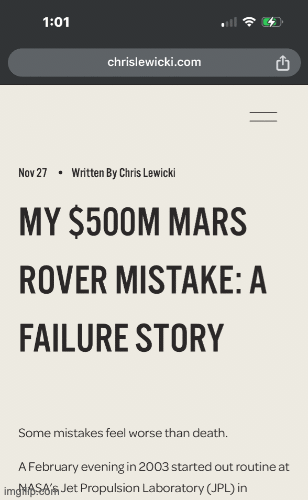 1:01
chrislewicki.com
Nov 27 • Written By Chris Lewicki
MY $500M MARS
ROVER MISTAKE: A
FAILURE STORY
Some mistakes feel worse than death.
A February evening in 2003 started out routine at
NASA's Jet Propulsion Laboratory (JPL) in
imgflip.com